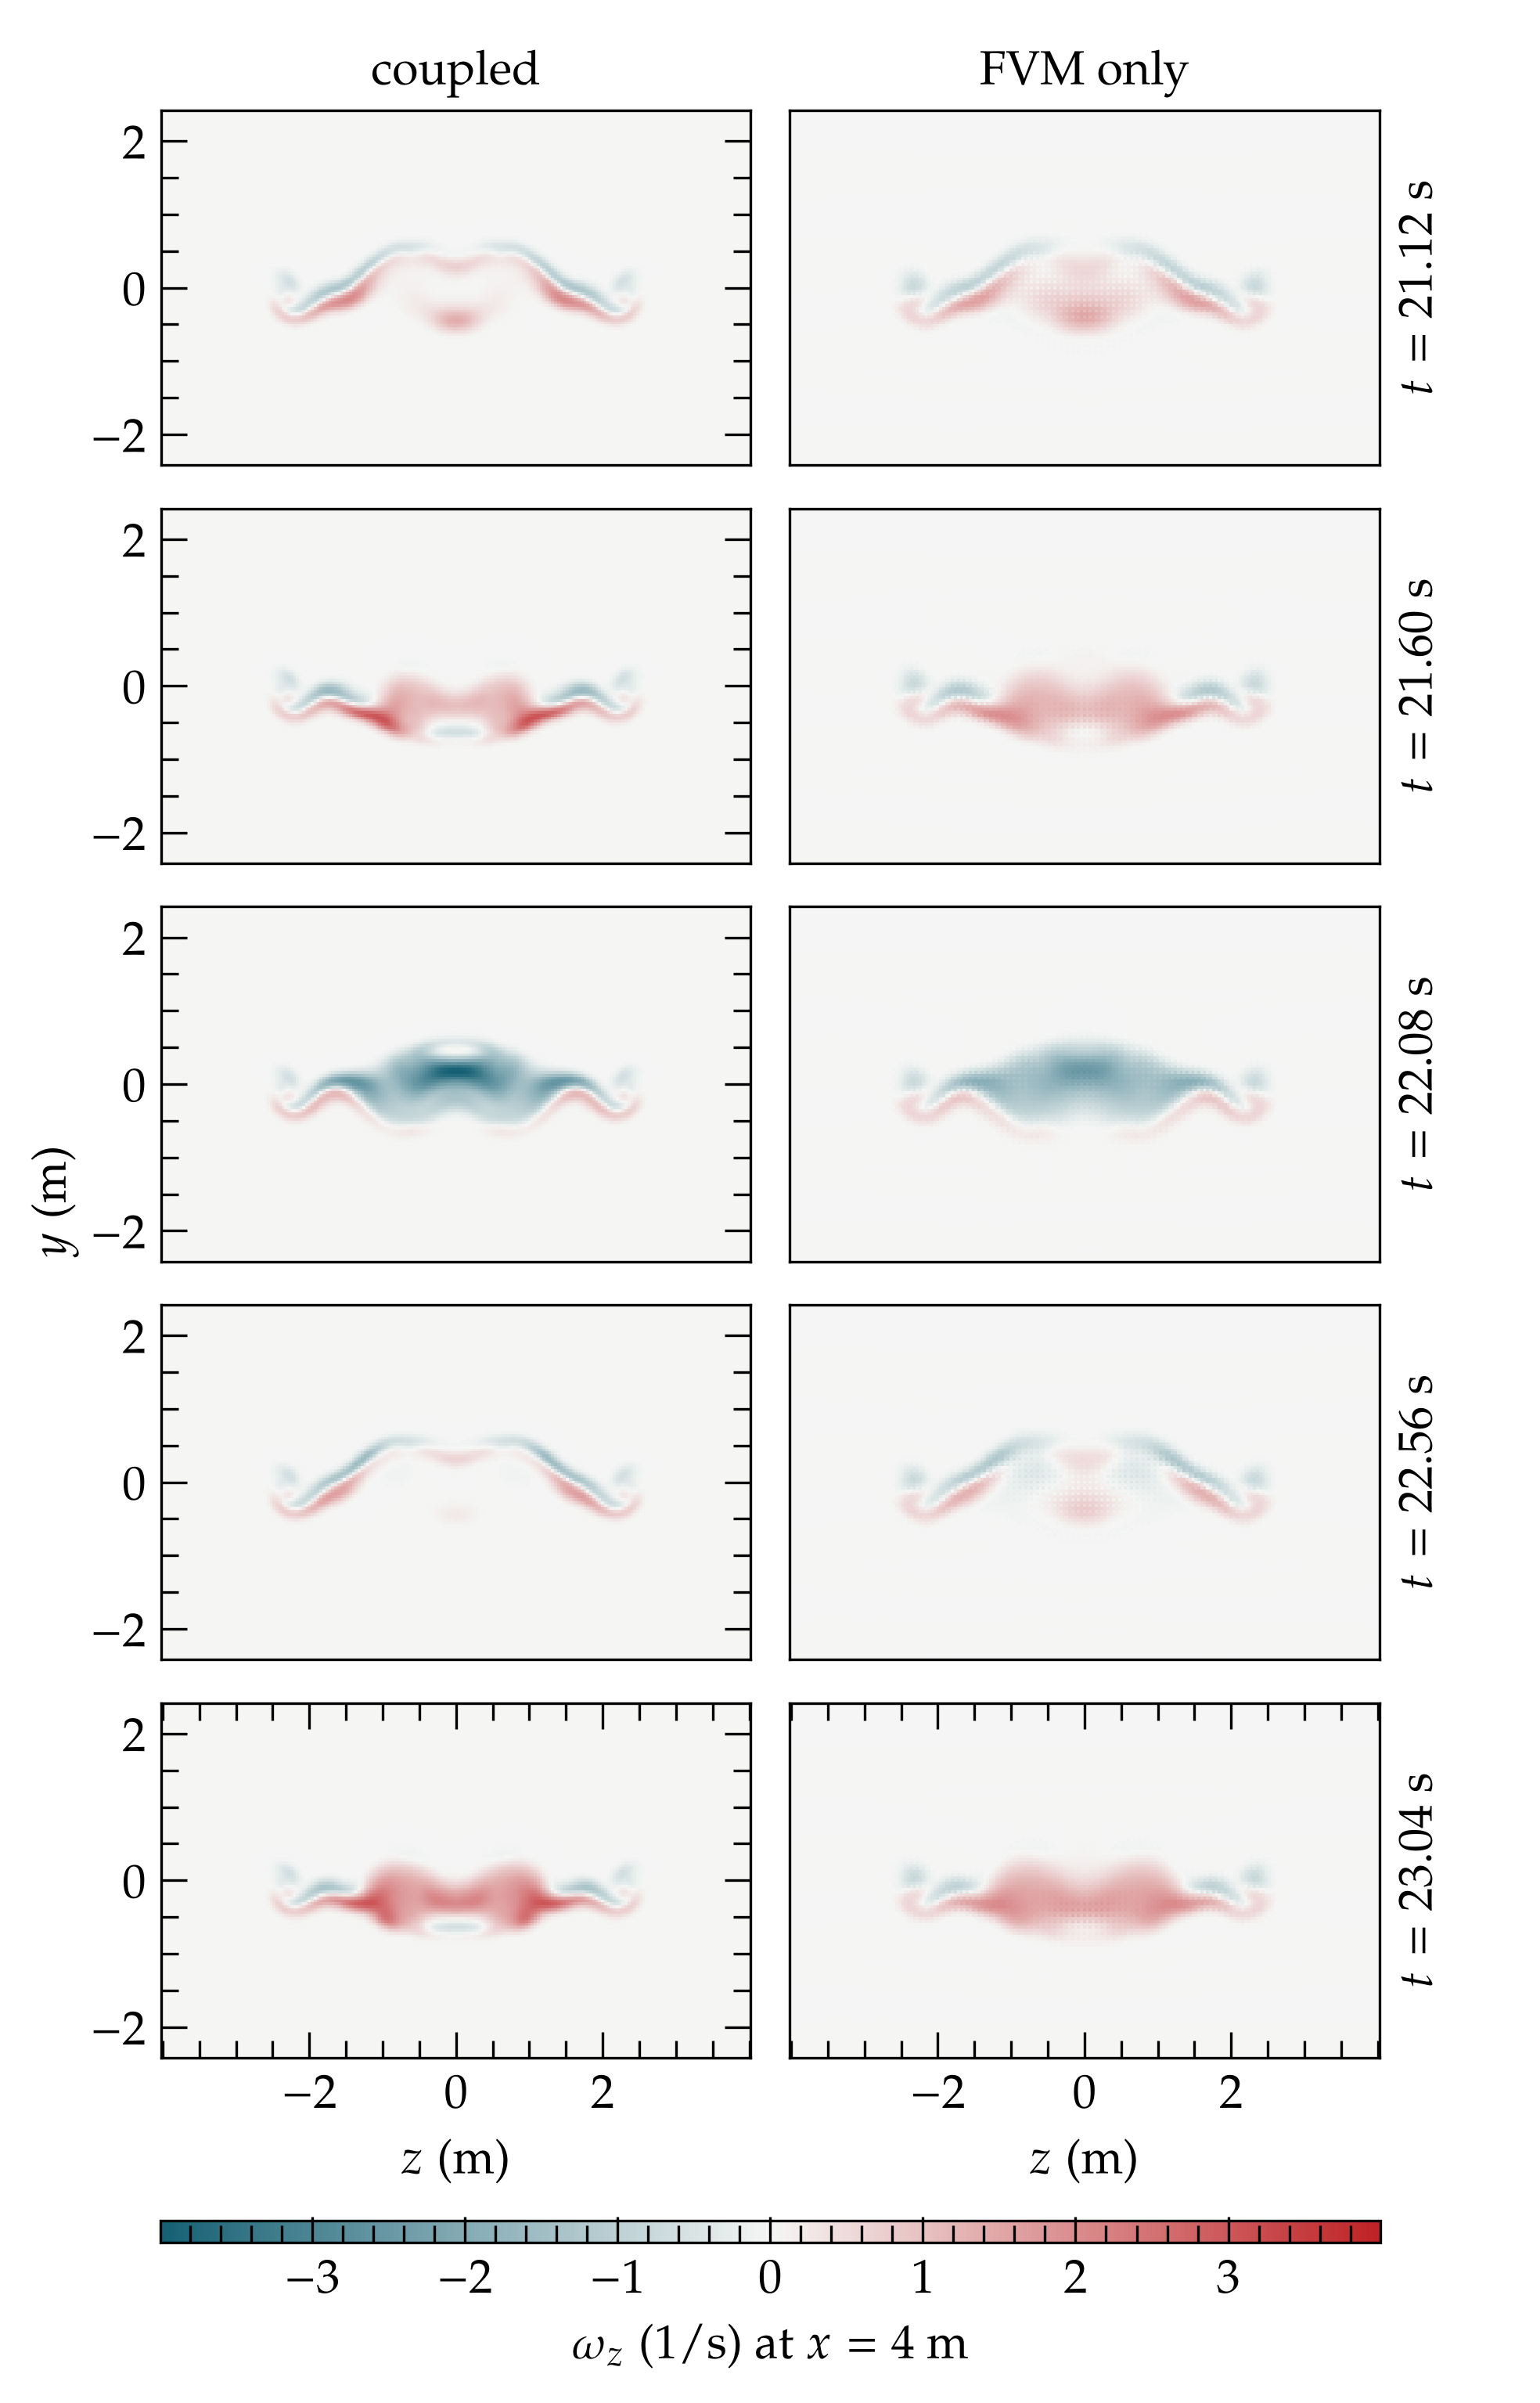 coupled
FVM only
2
0
−2
t = 21.12 s
2
0
−2
t = 21.60 s
2
0
−2
t = 22.08 s
y (m)
2
0
−2
t = 22.56 s
2
0
−2
t = 23.04 s
−2 0 2
−2 0 2
z (m)
z (m)
−3 −2 −1 0 1 2 3
ω_z (1/s) at x = 4 m